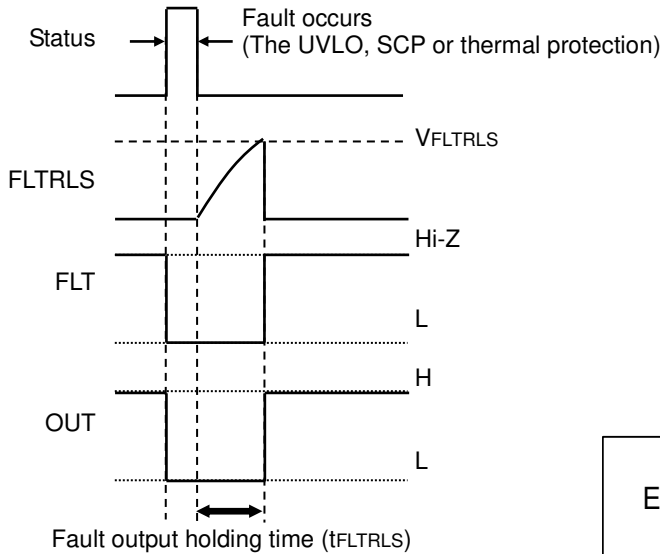 Status
Fault occurs
(The UVLO, SCP or thermal protection)
VFLTRLS
FLTRLS
Hi-Z
FLT
L
H
OUT
L
E
Fault output holding time (tFLTRLS)